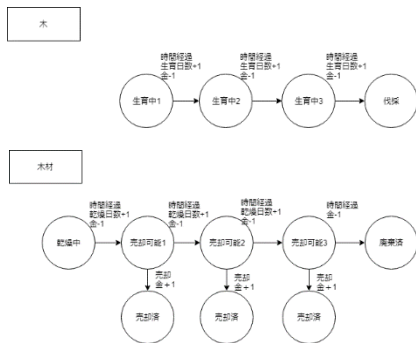 木
時間経過
生育日数+1
金-1
時間経過
生育日数+1
金-1
時間経過
生育日数+1
金-1
生育中1
生育中2
生育中3
伐採
木材
時間経過
乾燥日数+1
金-1
時間経過
乾燥日数+1
金-1
時間経過
乾燥日数+1
金-1
時間経過
金-1
乾燥中
売却可能1
売却可能2
売却可能3
廃棄済
売却
金+1
売却
金+1
売却
金+1
売却済
売却済
売却済